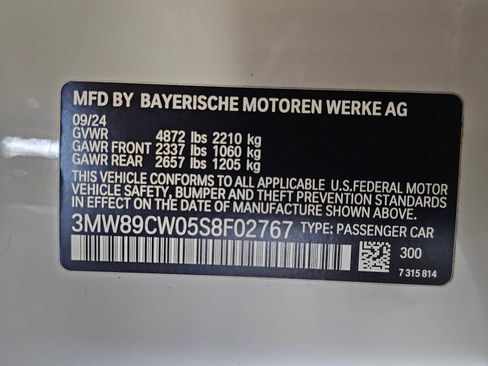 MFD BY BAYERISCHE MOTOREN WERKE AG
09/24
GVWR 4872 lbs 2210 kg
GAWR FRONT 2337 lbs 1060 kg
GAWR REAR 2657 lbs 1205 kg
THIS VEHICLE CONFORMS TO ALL APPLICABLE U.S.FEDERAL MOTOR
VEHICLE SAFETY, BUMPER AND THEFT PREVENTION STANDARDS
IN EFFECT ON THE DATE OF MANUFACTURE SHOWN ABOVE.
3MW89CW05S8F02767 TYPE: PASSENGER CAR
300
7 315 814